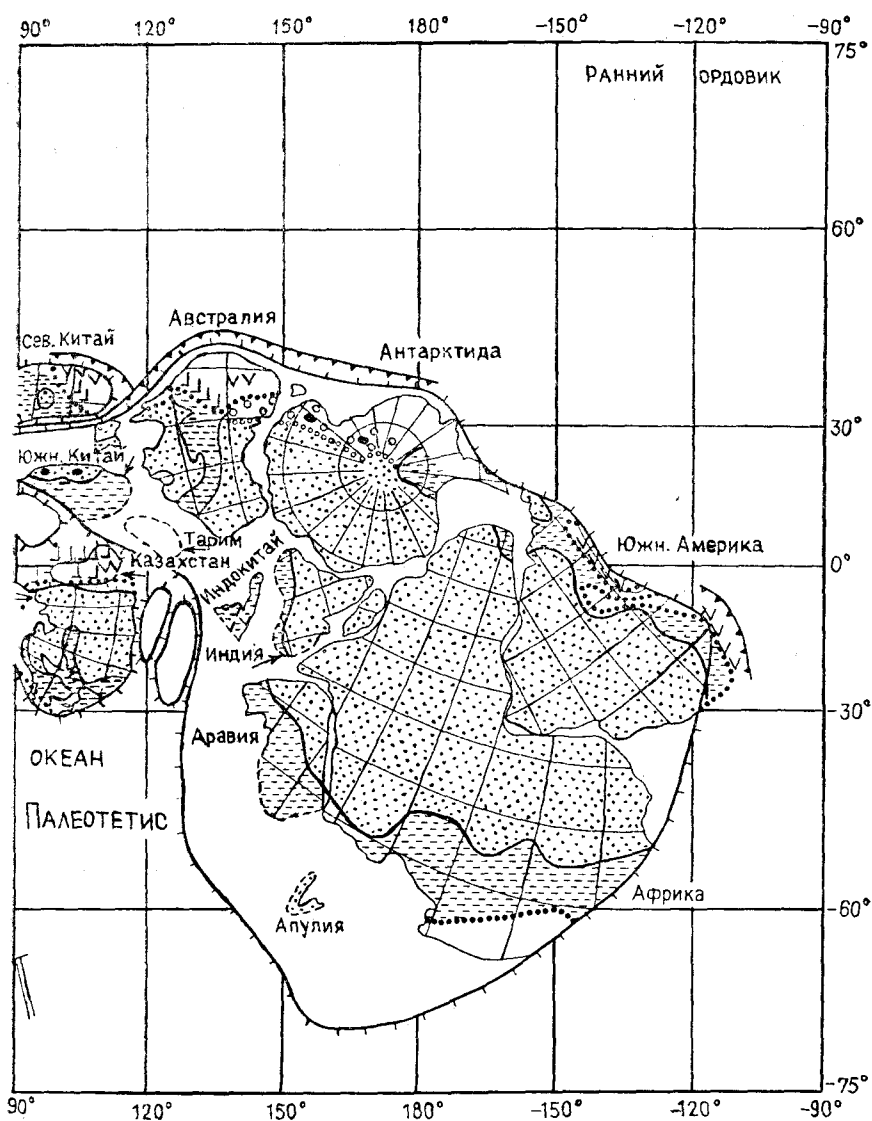 90° 120° 150° 180° -150° -120° -90°
75°
РАННИЙ ОРДОВИК
60°
Австралия
Сев. Китай
Антарктида
30°
Южн. Китай
Тарим
Южн. Америка
Казахстан
0°
Индокитай
Индия
-30°
Аравия
ОКЕАН
ПАЛЕОТЕТИС
Африка
-60°
Апулия
-75°
90° 120° 150° 180° -150° -120° -90°